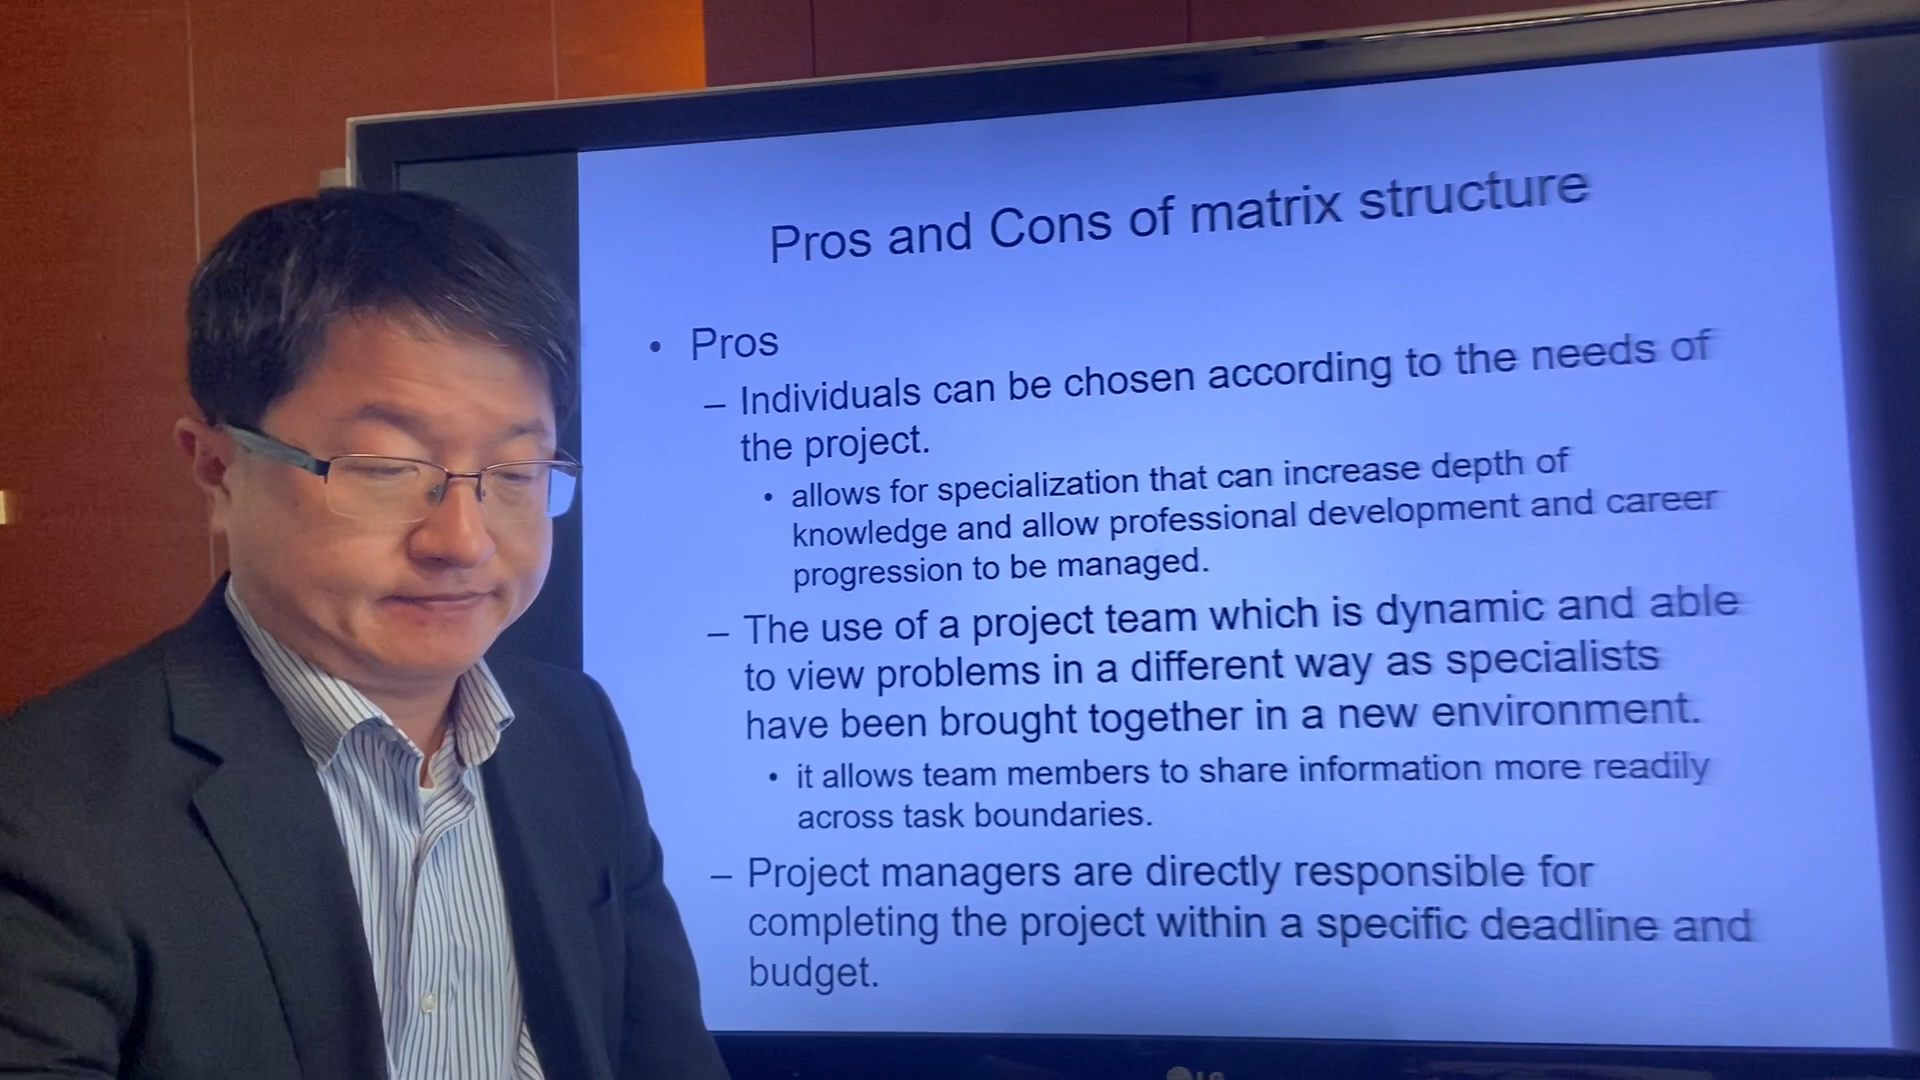 Pros and Cons of matrix structure
• Pros
– Individuals can be chosen according to the needs of
the project.
• allows for specialization that can increase depth of
knowledge and allow professional development and career
progression to be managed.
– The use of a project team which is dynamic and able
to view problems in a different way as specialists
have been brought together in a new environment.
• it allows team members to share information more readily
across task boundaries.
– Project managers are directly responsible for
completing the project within a specific deadline and
budget.
LG